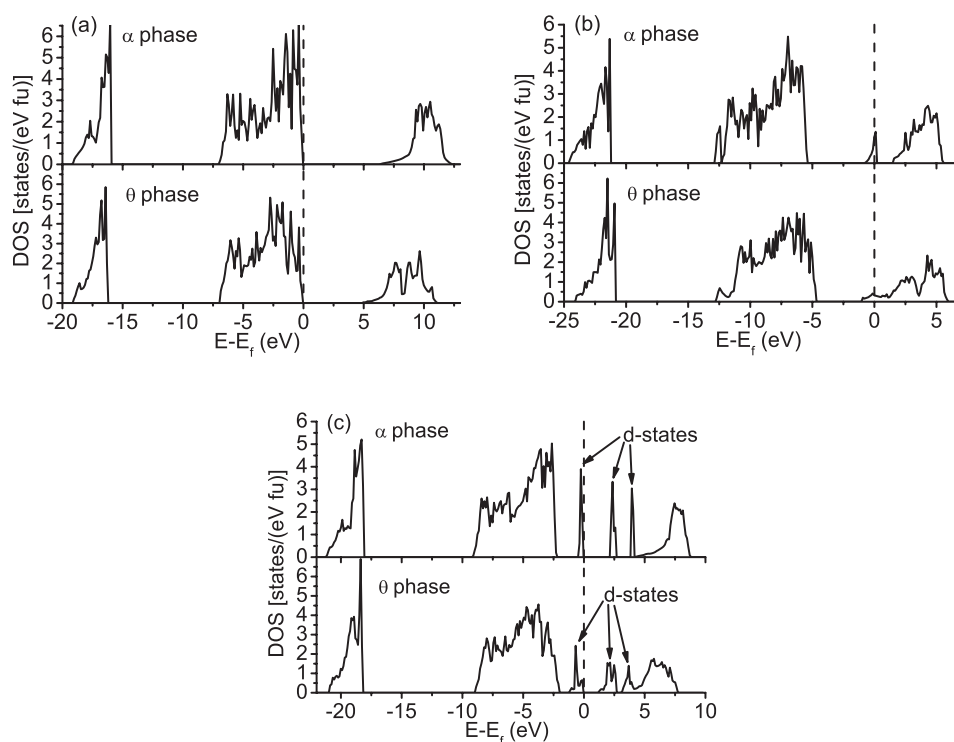 (a)
α phase
6
5
4
3
2
1
0
θ phase
6
5
4
3
2
1
0
DOS [states/(eV fu)]
-20 -15 -10 -5 0 5 10
E-Ef (eV)
(b)
α phase
6
5
4
3
2
1
0
θ phase
6
5
4
3
2
1
0
DOS [states/(eV fu)]
-25 -20 -15 -10 -5 0 5
E-Ef (eV)
(c)
α phase
d-states
6
5
4
3
2
1
0
θ phase
d-states
6
5
4
3
2
1
0
DOS [states/(eV fu)]
-20 -15 -10 -5 0 5 10
E-Ef (eV)